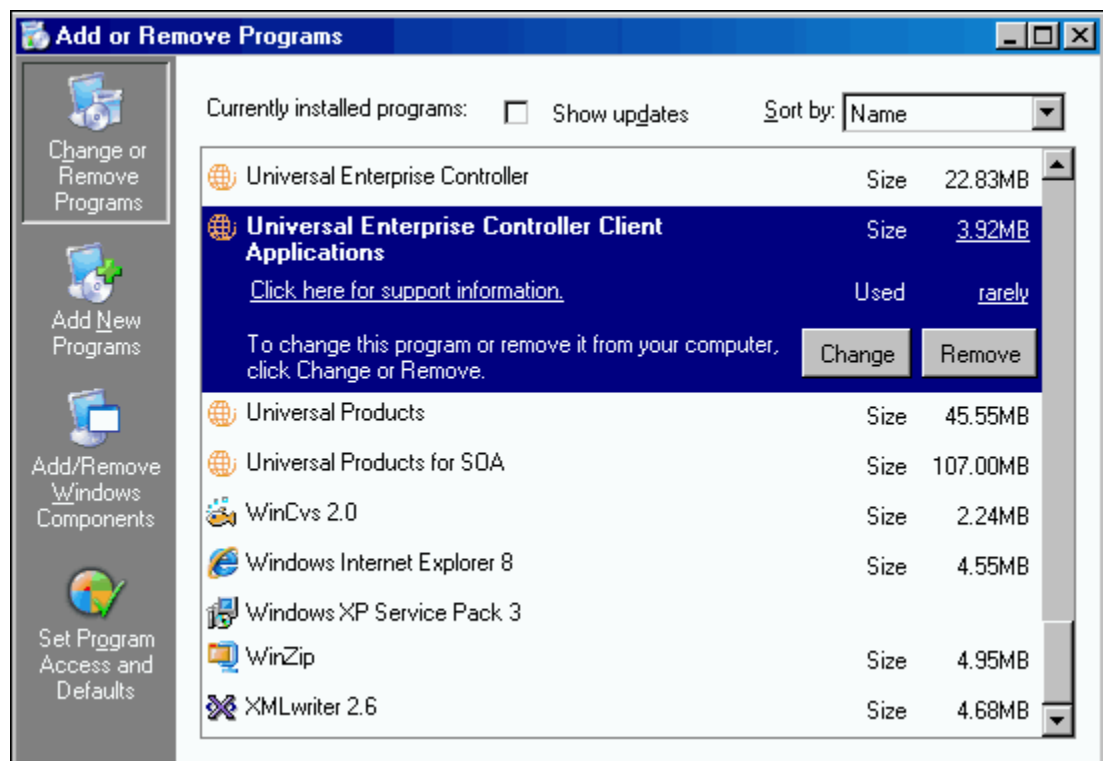 Add or Remove Programs
Change or
Remove
Programs
Add New
Programs
Add/Remove
Windows
Components
Set Program
Access and
Defaults
Currently installed programs: Show updates Sort by: Name
Universal Enterprise Controller Size 22.83MB
Universal Enterprise Controller Client Size 3.92MB
Applications
Click here for support information. Used rarely
To change this program or remove it from your computer,
click Change or Remove.
Change Remove
Universal Products Size 45.55MB
Universal Products for SOA Size 107.00MB
WinCvs 2.0 Size 2.24MB
Windows Internet Explorer 8 Size 4.55MB
Windows XP Service Pack 3
WinZip Size 4.95MB
XMLwriter 2.6 Size 4.68MB